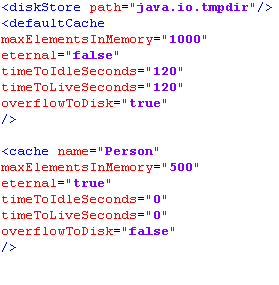 <diskStore path="java.io.tmpdir"/>
<defaultCache
maxElementsInMemory="1000"
eternal="false"
timeToIdleSeconds="120"
timeToLiveSeconds="120"
overflowToDisk="true"
/>
<cache name="Person"
maxElementsInMemory="500"
eternal="true"
timeToIdleSeconds="0"
timeToLiveSeconds="0"
overflowToDisk="false"
/>